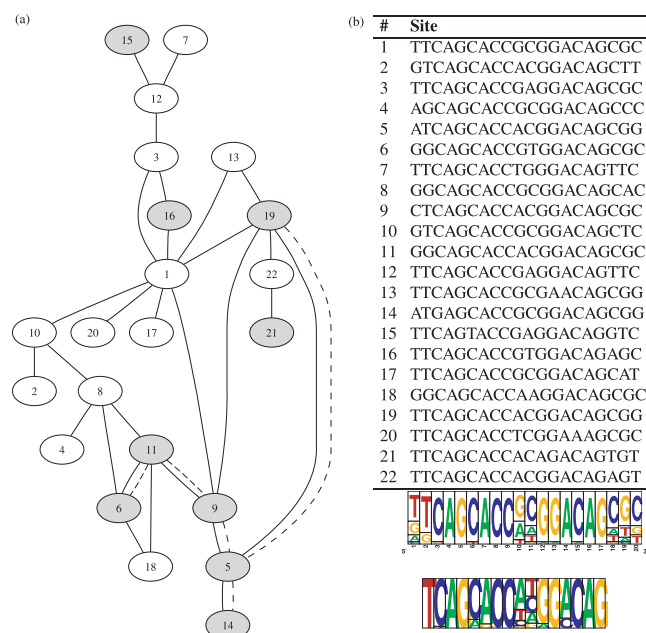 (a)
15
7
12
3
13
16
19
1
22
10
20
17
21
2
8
4
11
6
9
18
5
14
(b)
# Site
1 TTCAGCACCGCGGACAGCGC
2 GTCAGCACCACGGACAGCTT
3 TTCAGCACCGAGGACAGCGC
4 AGCAGCACCGCGGACAGCCC
5 ATCAGCACCACGGACAGCGG
6 GGCAGCACCGTGGACAGCGC
7 TTCAGCACCTGGGACAGTTC
8 GGCAGCACCGCGGACAGCAC
9 CTCAGCACCACGGACAGCGC
10 GTCAGCACCGCGGACAGCTC
11 GGCAGCACCACGGACAGCGC
12 TTCAGCACCGAGGACAGTTC
13 TTCAGCACCGCGAACAGCGG
14 ATGAGCACCGCGGACAGCGG
15 TTCAGTACCGAGGACAGGTC
16 TTCAGCACCGTGGACAGAGC
17 TTCAGCACCGCGGACAGCAT
18 GGCAGCACCAAGGACAGCGC
19 TTCAGCACCACGGACAGCGG
20 TTCAGCACCTCGGAAAGCGC
21 TTCAGCACCACAGACAGTGT
22 TTCAGCACCACGGACAGAGT